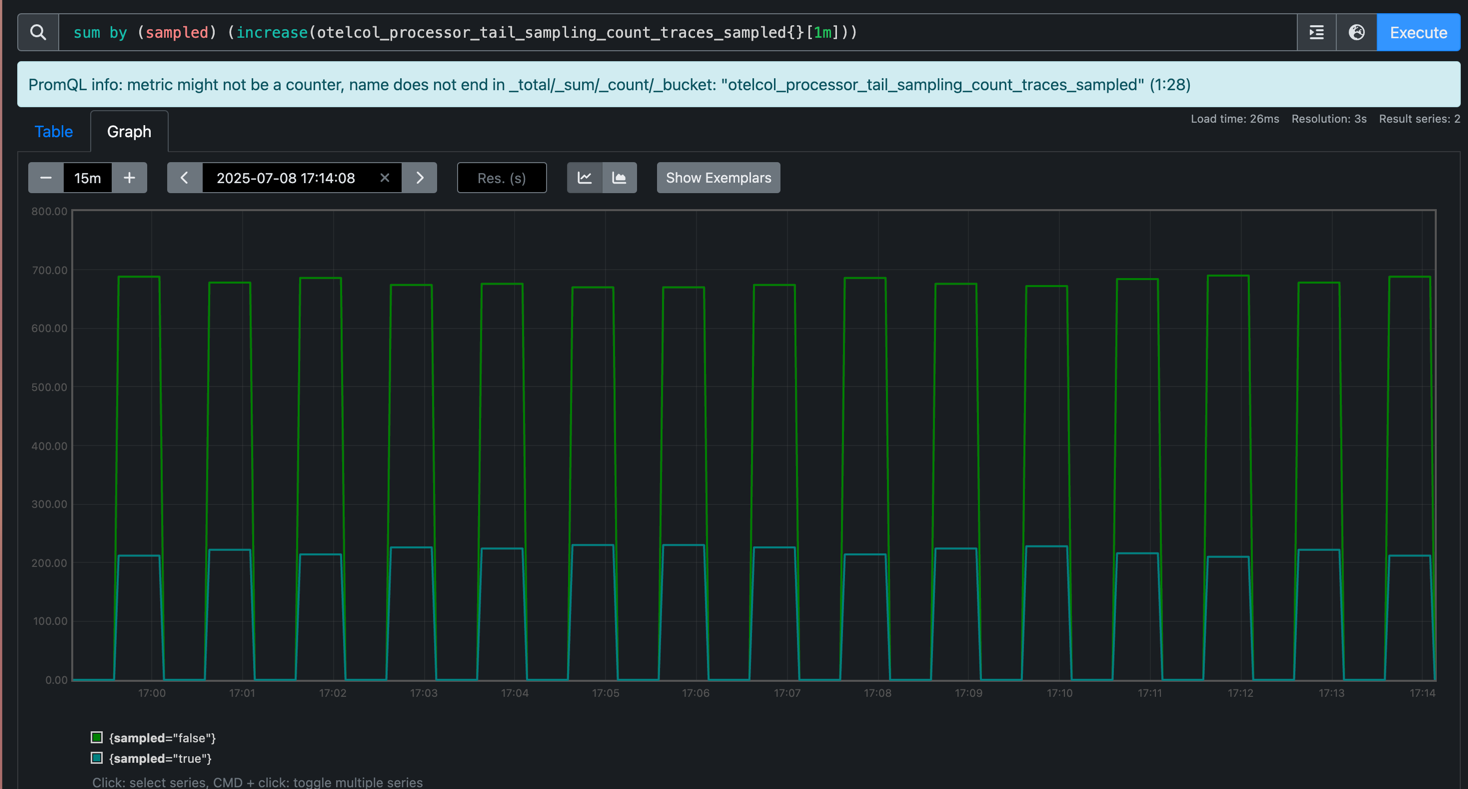 sum by (sampled) (increase(otelcol_processor_tail_sampling_count_traces_sampled{}[1m]))
Execute
PromQL info: metric might not be a counter, name does not end in _total/_sum/_count/_bucket: "otelcol_processor_tail_sampling_count_traces_sampled" (1:28)
Load time: 26ms Resolution: 3s Result series: 2
Table Graph
− 15m + 2025-07-08 17:14:08 × Res. (s) Show Exemplars
800.00
700.00
600.00
500.00
400.00
300.00
200.00
100.00
0.00
17:00 17:01 17:02 17:03 17:04 17:05 17:06 17:07 17:08 17:09 17:10 17:11 17:12 17:13 17:14
{sampled="false"}
{sampled="true"}
Click: select series, CMD + click: toggle multiple series